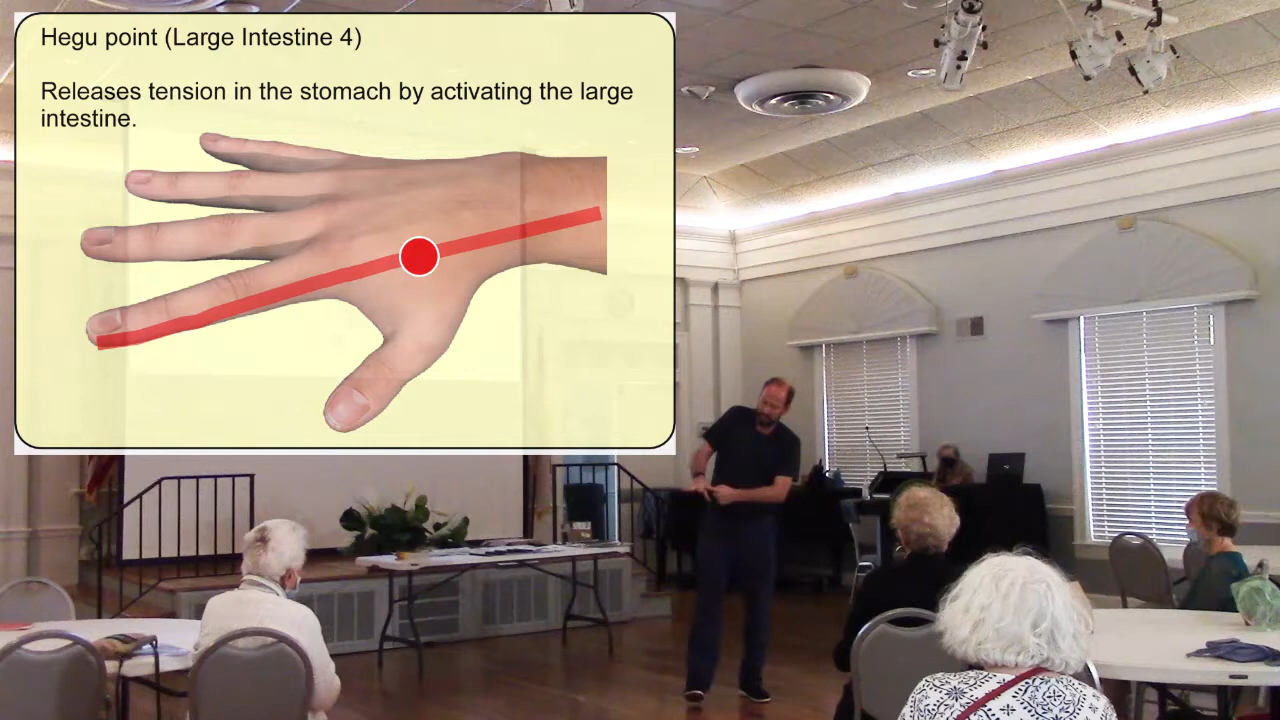 Hegu point (Large Intestine 4)
Releases tension in the stomach by activating the large
intestine.